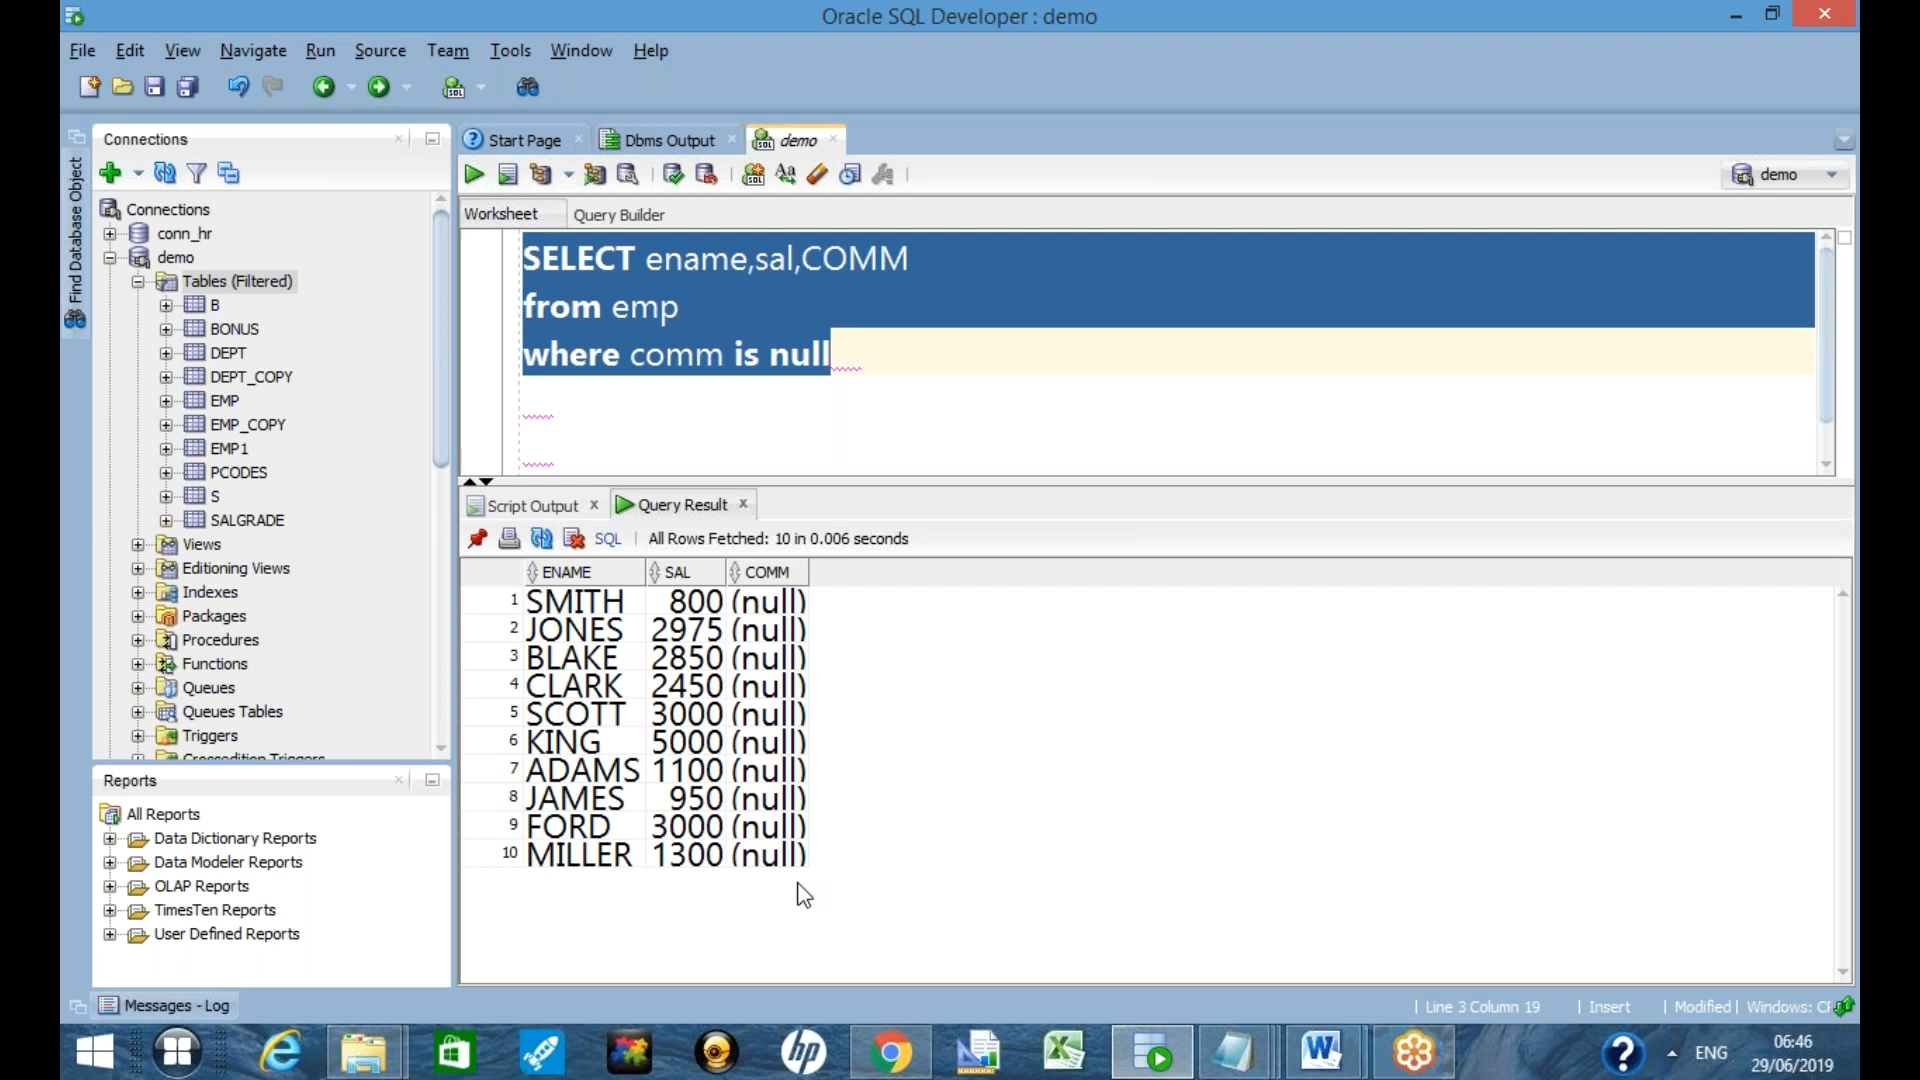 Oracle SQL Developer : demo
File Edit View Navigate Run Source Team Tools Window Help
Find Database Object
Connections
Connections
conn_hr
demo
Tables (Filtered)
B
BONUS
DEPT
DEPT_COPY
EMP
EMP_COPY
EMP1
PCODES
S
SALGRADE
Views
Editioning Views
Indexes
Packages
Procedures
Functions
Queues
Queues Tables
Triggers
Crossedition Triggers
Reports
All Reports
Data Dictionary Reports
Data Modeler Reports
OLAP Reports
TimesTen Reports
User Defined Reports
Start Page Dbms Output demo
demo
Worksheet Query Builder
SELECT ename,sal,COMM
from emp
where comm is null
Script Output Query Result
SQL All Rows Fetched: 10 in 0.006 seconds
ENAME SAL COMM
1 SMITH 800 (null)
2 JONES 2975 (null)
3 BLAKE 2850 (null)
4 CLARK 2450 (null)
5 SCOTT 3000 (null)
6 KING 5000 (null)
7 ADAMS 1100 (null)
8 JAMES 950 (null)
9 FORD 3000 (null)
10 MILLER 1300 (null)
Messages - Log
Line 3 Column 19 Insert Modified Windows:
ENG 06:46
29/06/2019